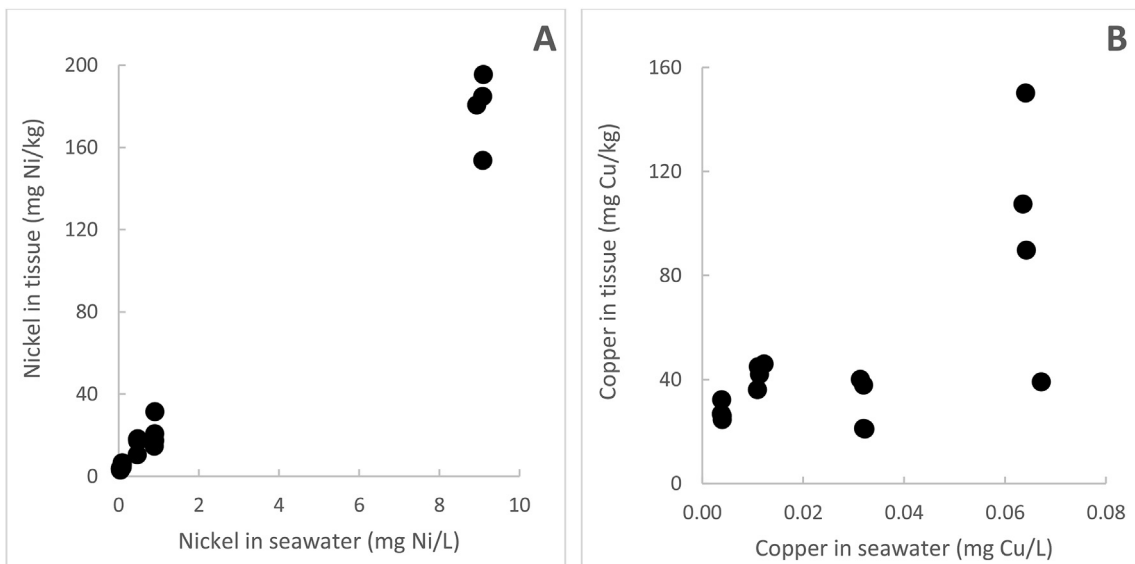 A
200
160
120
80
40
0
0 2 4 6 8 10
Nickel in tissue (mg Ni/kg)
Nickel in seawater (mg Ni/L)
B
160
120
80
40
0
0.00 0.02 0.04 0.06 0.08
Copper in tissue (mg Cu/kg)
Copper in seawater (mg Cu/L)